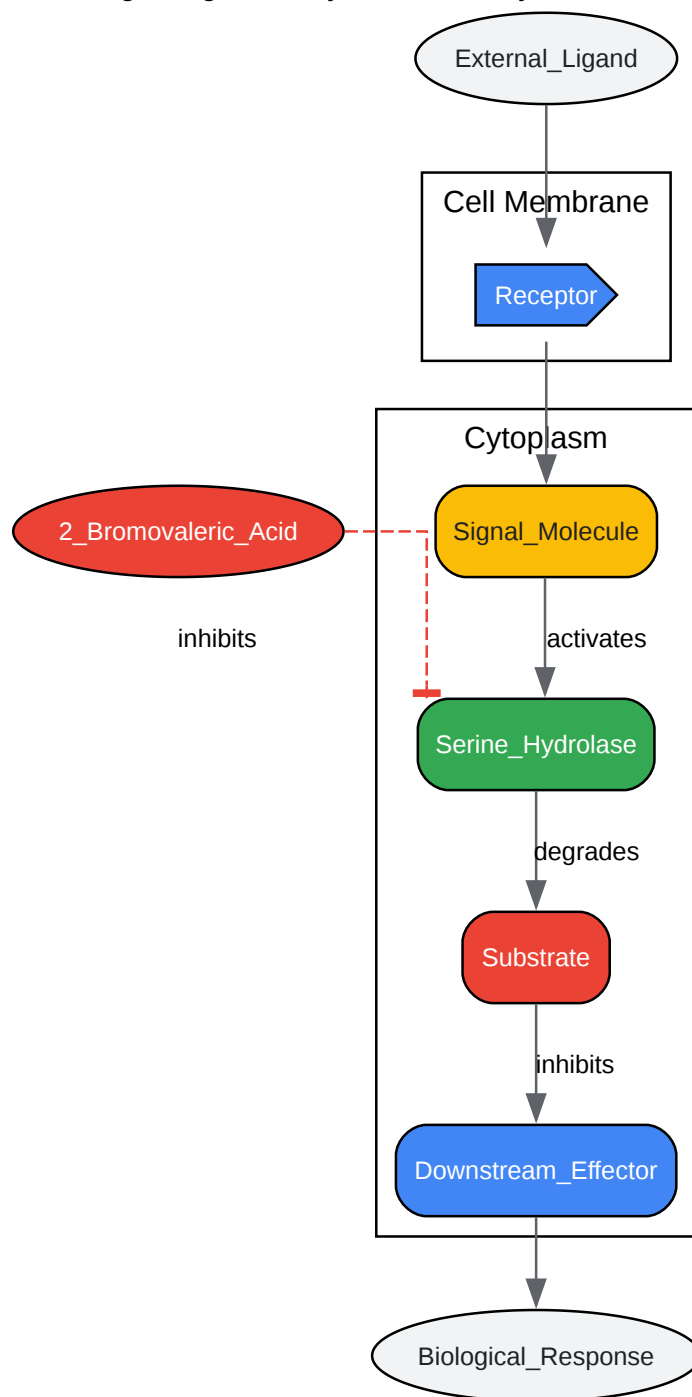 External_Ligand
Cell Membrane
Receptor
Cytoplasm
2_Bromovaleric_Acid
Signal_Molecule
inhibits
activates
Serine_Hydrolase
degrades
Substrate
inhibits
Downstream_Effector
Biological_Response